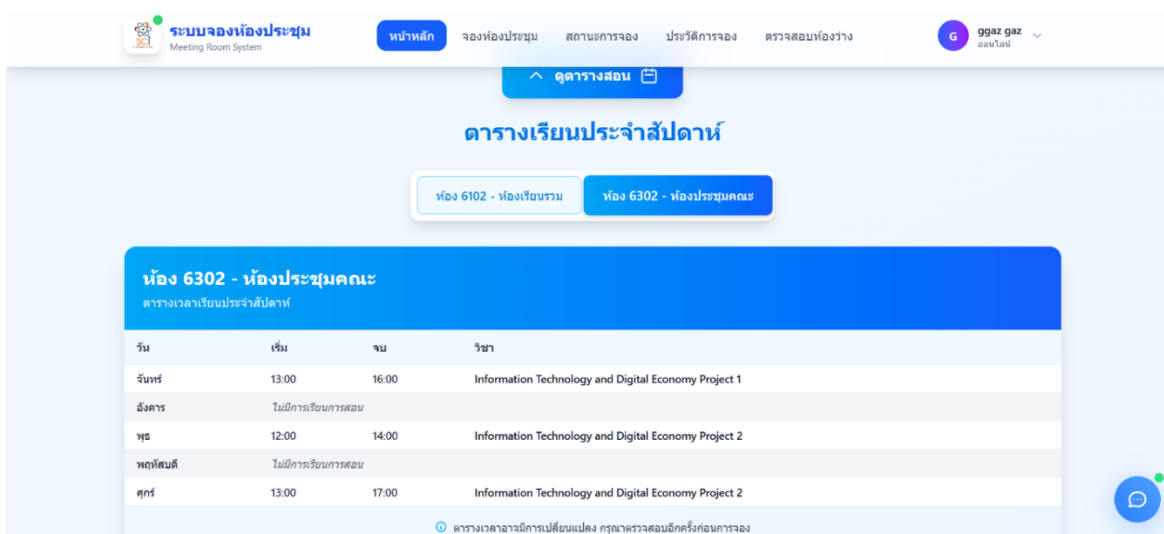 SCI
ระบบจองห้องประชุม
Meeting Room System
หน้าหลัก จองห้องประชุม สถานะการจอง ประวัติการจอง ตรวจสอบห้องว่าง
G ggaz gaz
ออนไลน์
ดูตารางสอน
ตารางเรียนประจำสัปดาห์
ห้อง 6102 - ห้องเรียนรวม ห้อง 6302 - ห้องประชุมคณะ
ห้อง 6302 - ห้องประชุมคณะ
ตารางเวลาเรียนประจำสัปดาห์
วัน เริ่ม จบ วิชา
จันทร์ 13:00 16:00 Information Technology and Digital Economy Project 1
อังคาร ไม่มีการเรียนการสอน
พุธ 12:00 14:00 Information Technology and Digital Economy Project 2
พฤหัสบดี ไม่มีการเรียนการสอน
ศุกร์ 13:00 17:00 Information Technology and Digital Economy Project 2
ตารางเวลาอาจมีการเปลี่ยนแปลง กรุณาตรวจสอบอีกครั้งก่อนการจอง